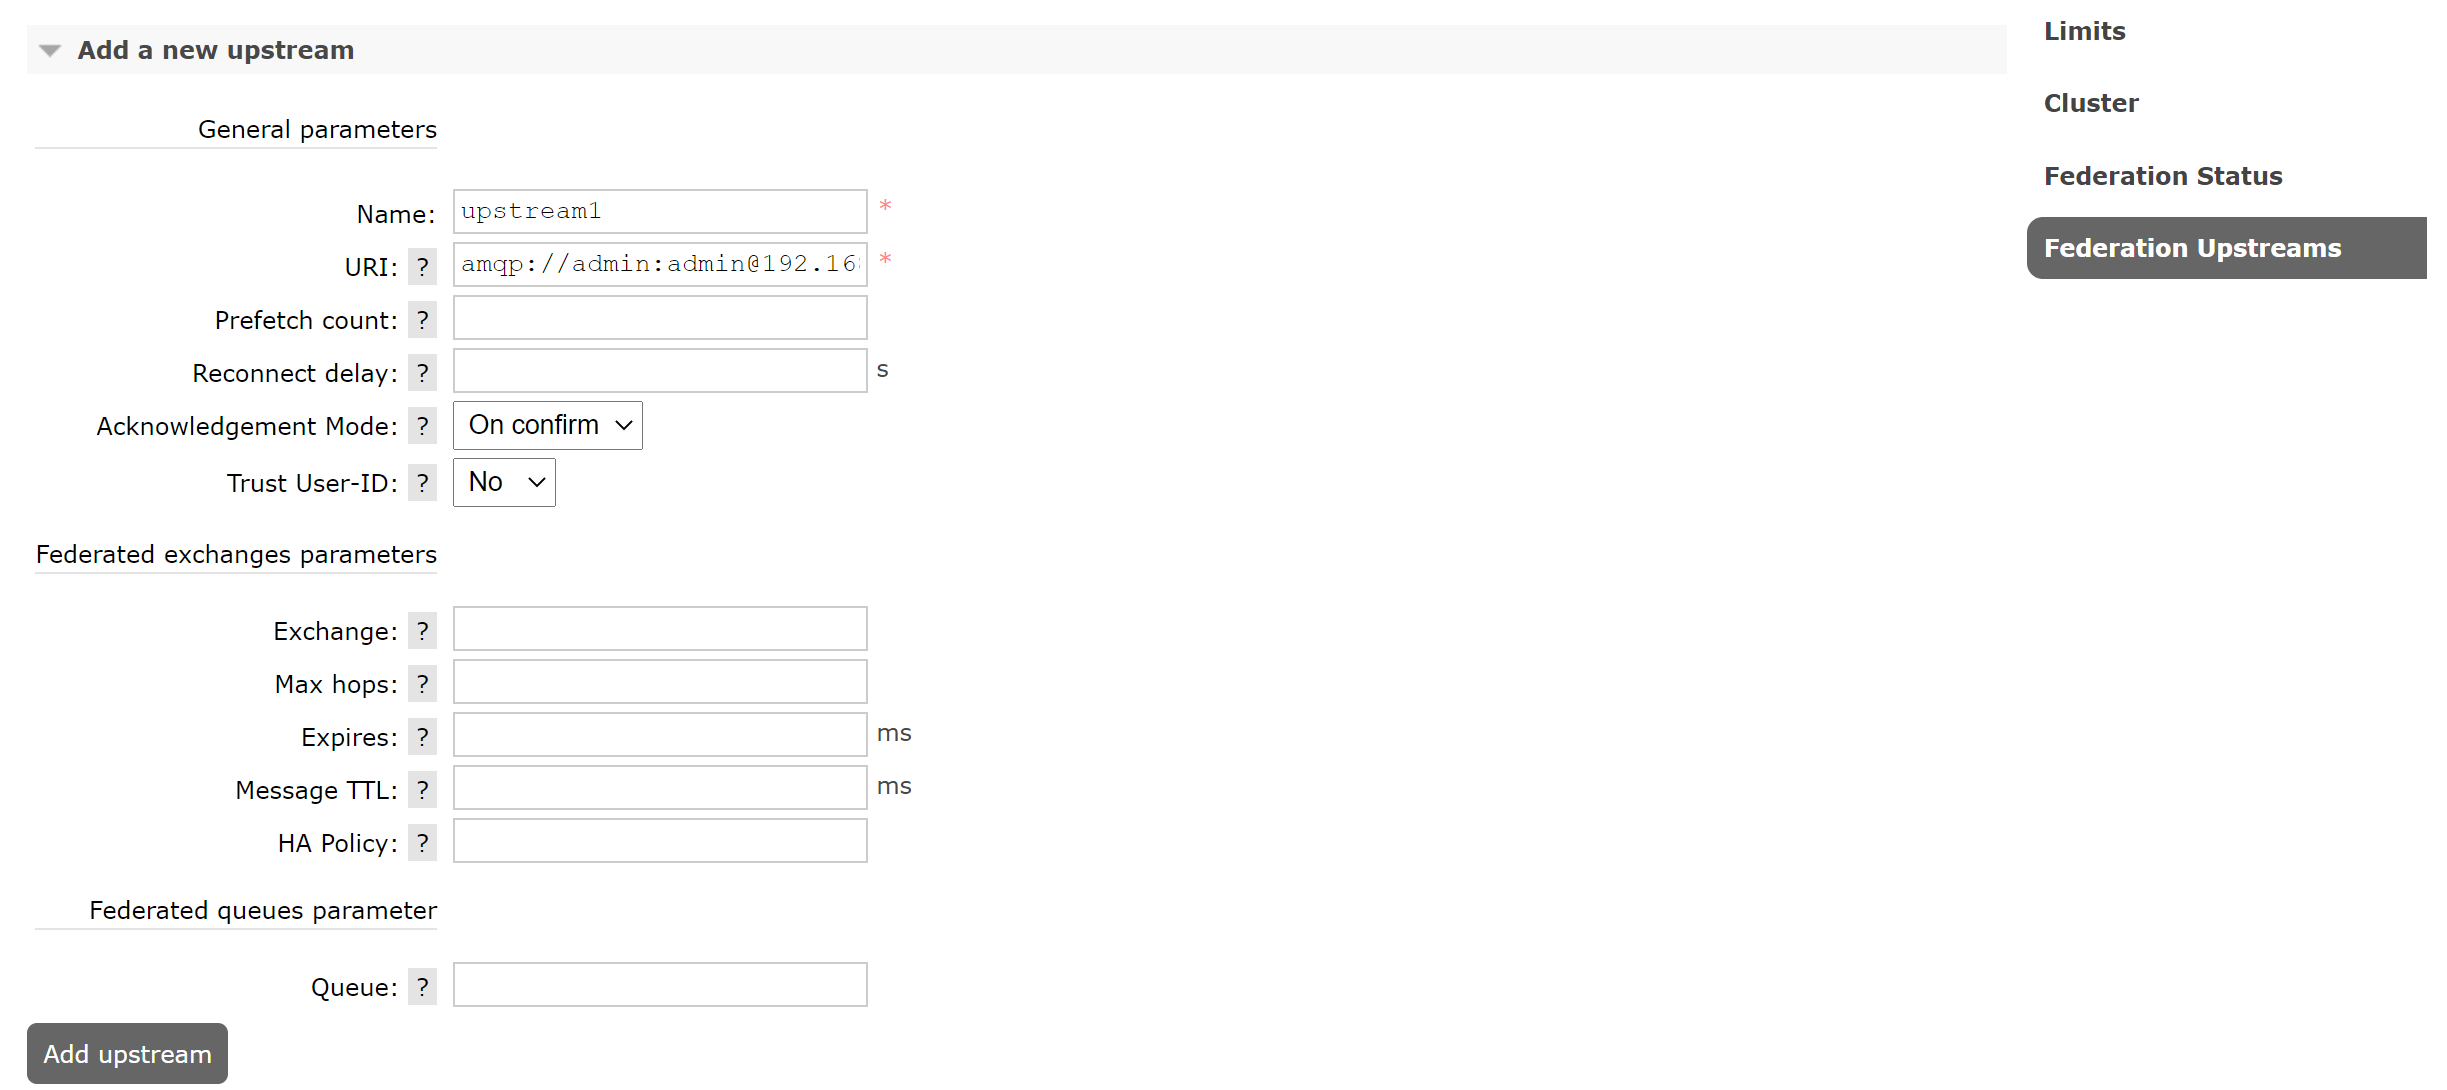 Add a new upstream
General parameters
Name: upstream1 *
URI: ? amqp://admin:admin@192.168 *
Prefetch count: ?
Reconnect delay: ? s
Acknowledgement Mode: ? On confirm
Trust User-ID: ? No
Federated exchanges parameters
Exchange: ?
Max hops: ?
Expires: ? ms
Message TTL: ? ms
HA Policy: ?
Federated queues parameter
Queue: ?
Add upstream
Limits
Cluster
Federation Status
Federation Upstreams